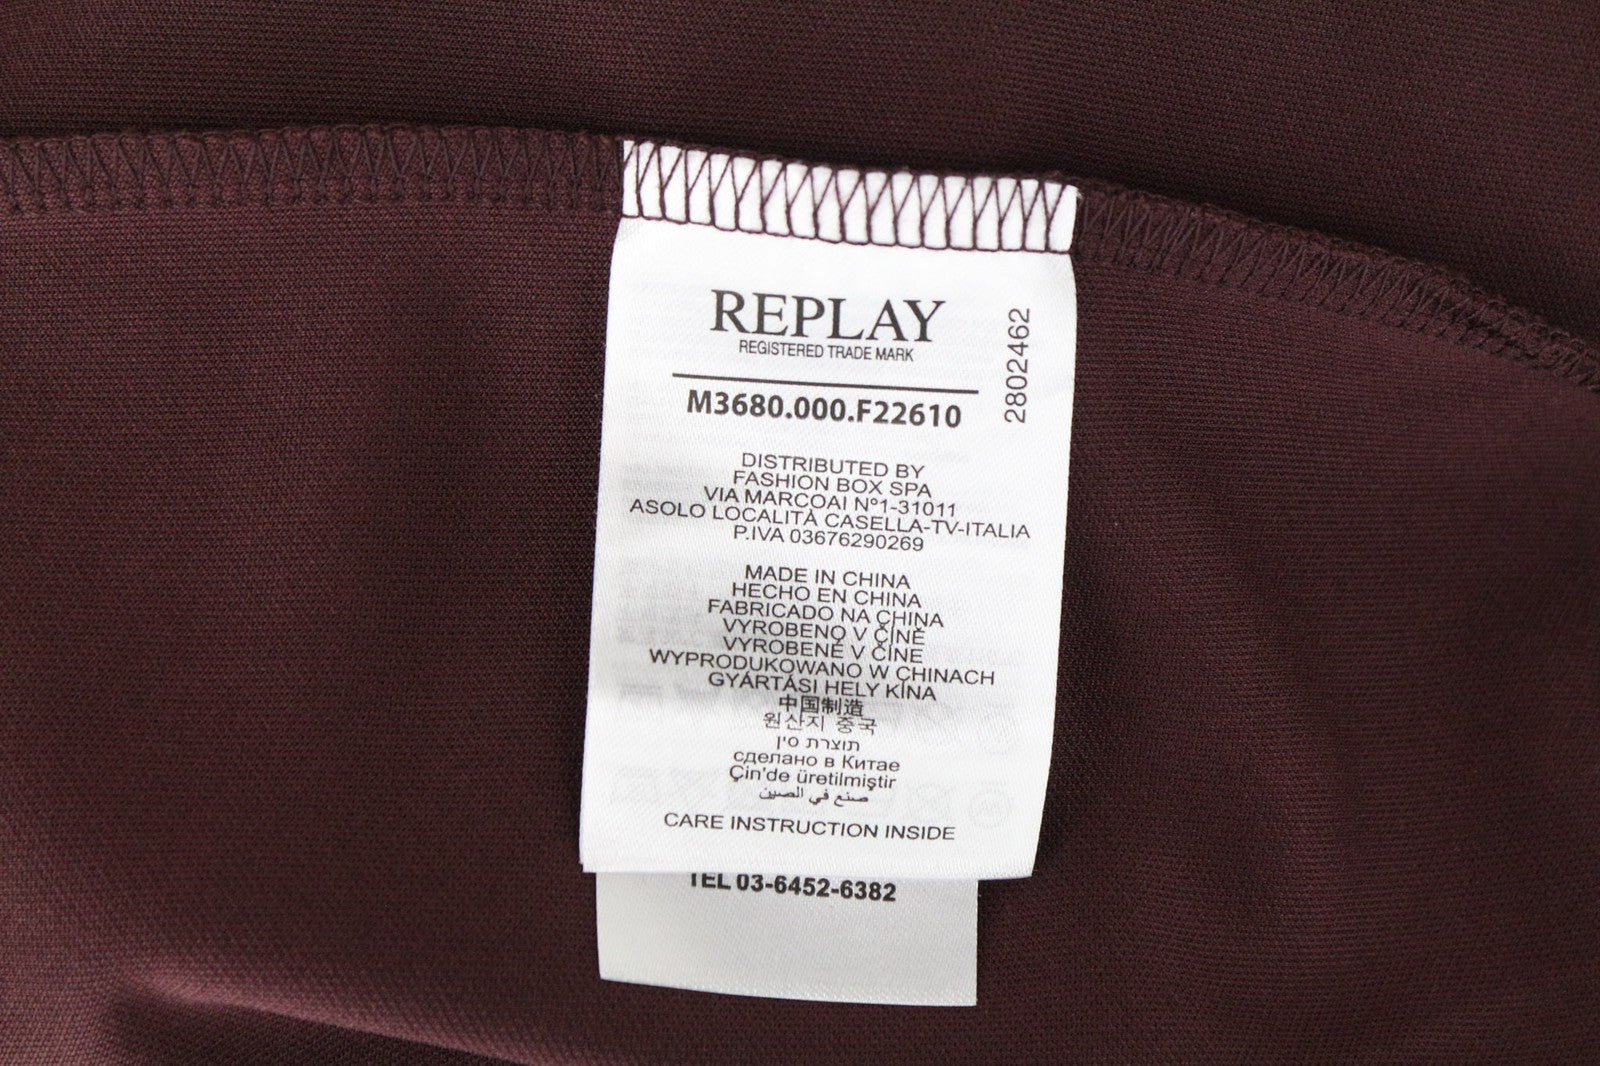 REPLAY
REGISTERED TRADE MARK
M3680.000.F22610
2802462
DISTRIBUTED BY
FASHION BOX SPA
VIA MARCOAI Nº1-31011
ASOLO LOCALITÀ CASELLA-TV-ITALIA
P.IVA 03676290269
MADE IN CHINA
HECHO EN CHINA
FABRICADO NA CHINA
VYROBENO V ČÍNĚ
VYROBENÉ V ČÍNE
WYPRODUKOWANO W CHINACH
GYÁRTÁSI HELY KÍNA
中国制造
원산지 중국
תוצרת סין
сделано в Китае
Çin'de üretilmiştir
صنع في الصين
CARE INSTRUCTION INSIDE
TEL 03-6452-6382